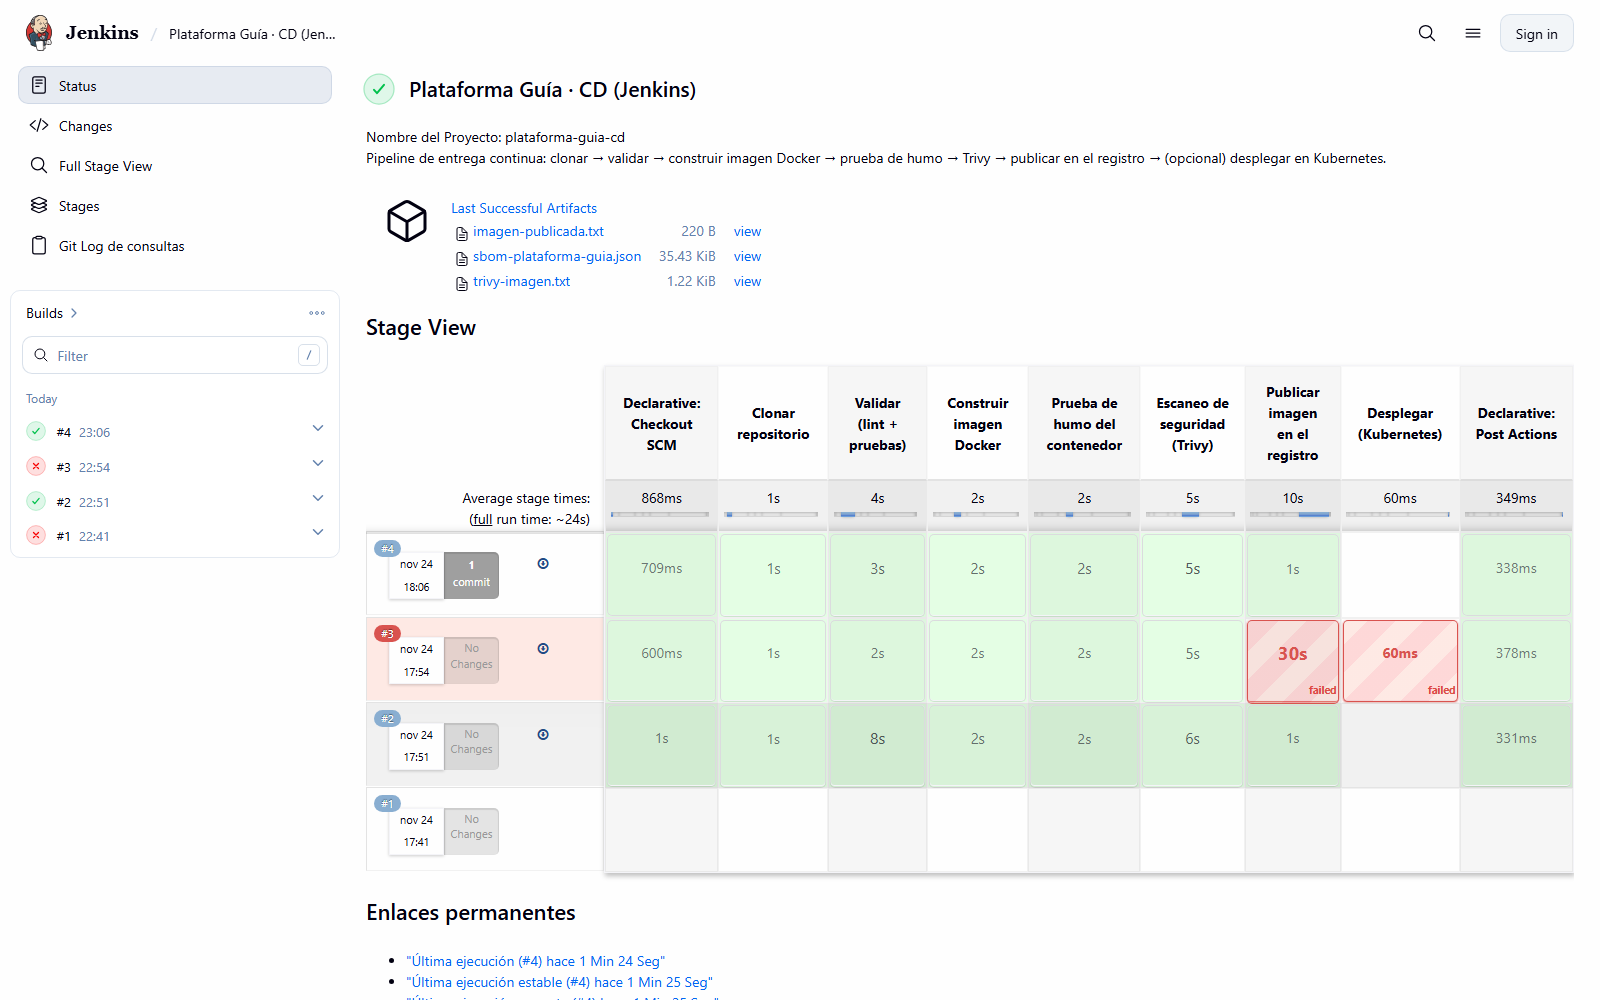 Jenkins / Plataforma Guía · CD (Jen...
Sign in
Status
Changes
Full Stage View
Stages
Git Log de consultas
Builds
Filter /
Today
#4 23:06
#3 22:54
#2 22:51
#1 22:41
Plataforma Guía · CD (Jenkins)
Nombre del Proyecto: plataforma-guia-cd
Pipeline de entrega continua: clonar → validar → construir imagen Docker → prueba de humo → Trivy → publicar en el registro → (opcional) desplegar en Kubernetes.
Last Successful Artifacts
imagen-publicada.txt 220 B view
sbom-plataforma-guia.json 35.43 KiB view
trivy-imagen.txt 1.22 KiB view
Stage View
Declarative:
Checkout
SCM
Clonar
repositorio
Validar
(lint +
pruebas)
Construir
imagen
Docker
Prueba de
humo del
contenedor
Escaneo de
seguridad
(Trivy)
Publicar
imagen
en el
registro
Desplegar
(Kubernetes)
Declarative:
Post Actions
Average stage times:
(full run time: ~24s)
868ms 1s 4s 2s 2s 5s 10s 60ms 349ms
#4
nov 24
18:06
1
commit
709ms 1s 3s 2s 2s 5s 1s 338ms
#3
nov 24
17:54
No
Changes
600ms 1s 2s 2s 2s 5s 30s 60ms 378ms
failed failed
#2
nov 24
17:51
No
Changes
1s 1s 8s 2s 2s 6s 1s 331ms
#1
nov 24
17:41
No
Changes
Enlaces permanentes
"Última ejecución (#4) hace 1 Min 24 Seg"
"Última ejecución estable (#4) hace 1 Min 25 Seg"